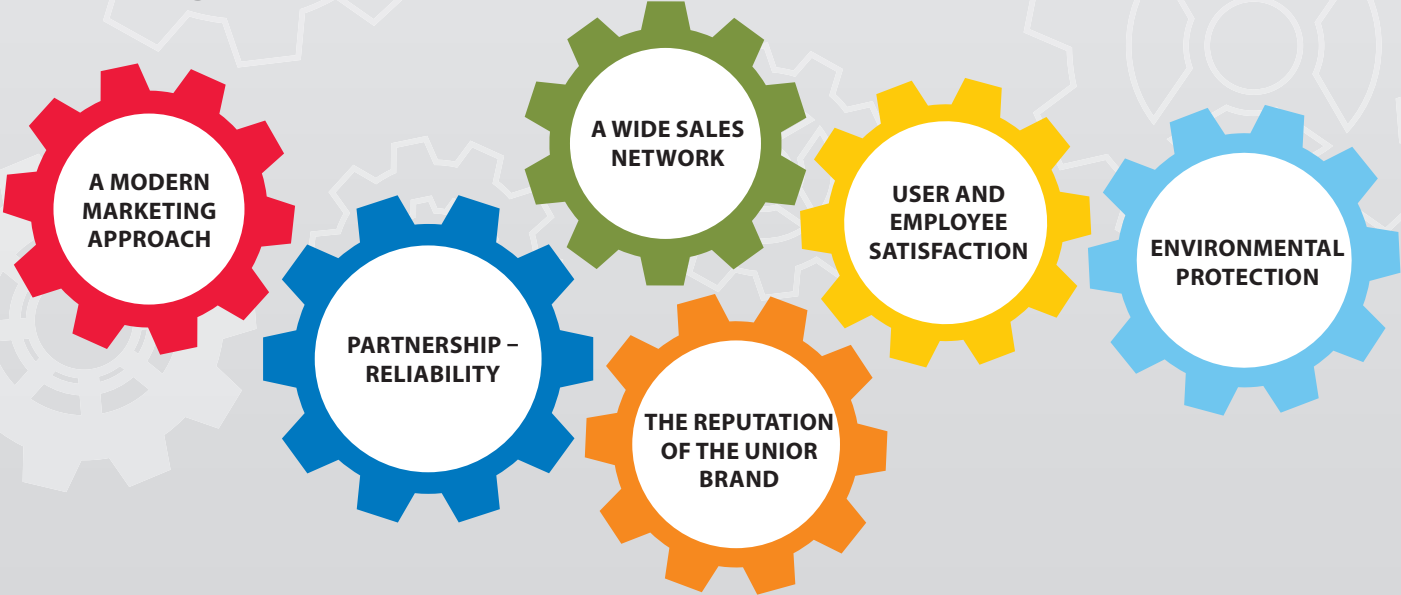 A MODERN
MARKETING
APPROACH
PARTNERSHIP –
RELIABILITY
A WIDE SALES
NETWORK
THE REPUTATION
OF THE UNIOR
BRAND
USER AND
EMPLOYEE
SATISFACTION
ENVIRONMENTAL
PROTECTION